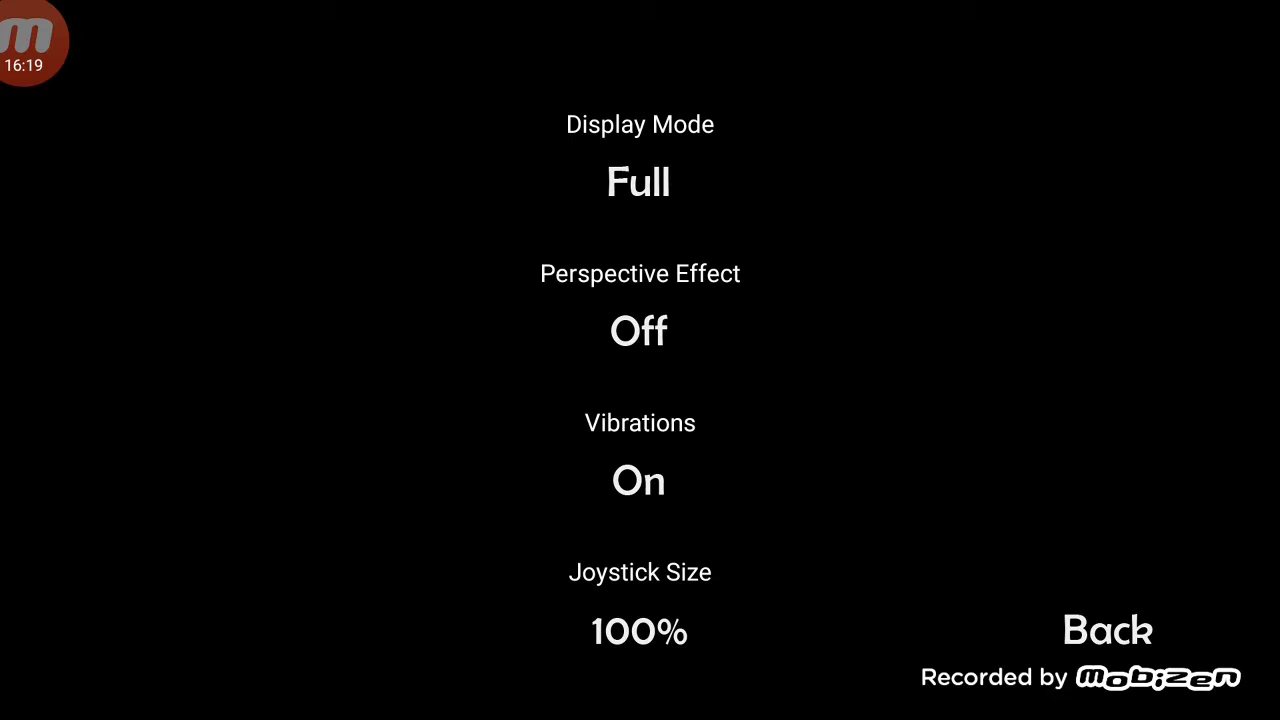 m
16:19
Display Mode
Full
Perspective Effect
Off
Vibrations
On
Joystick Size
100%
Back
Recorded by mobizen